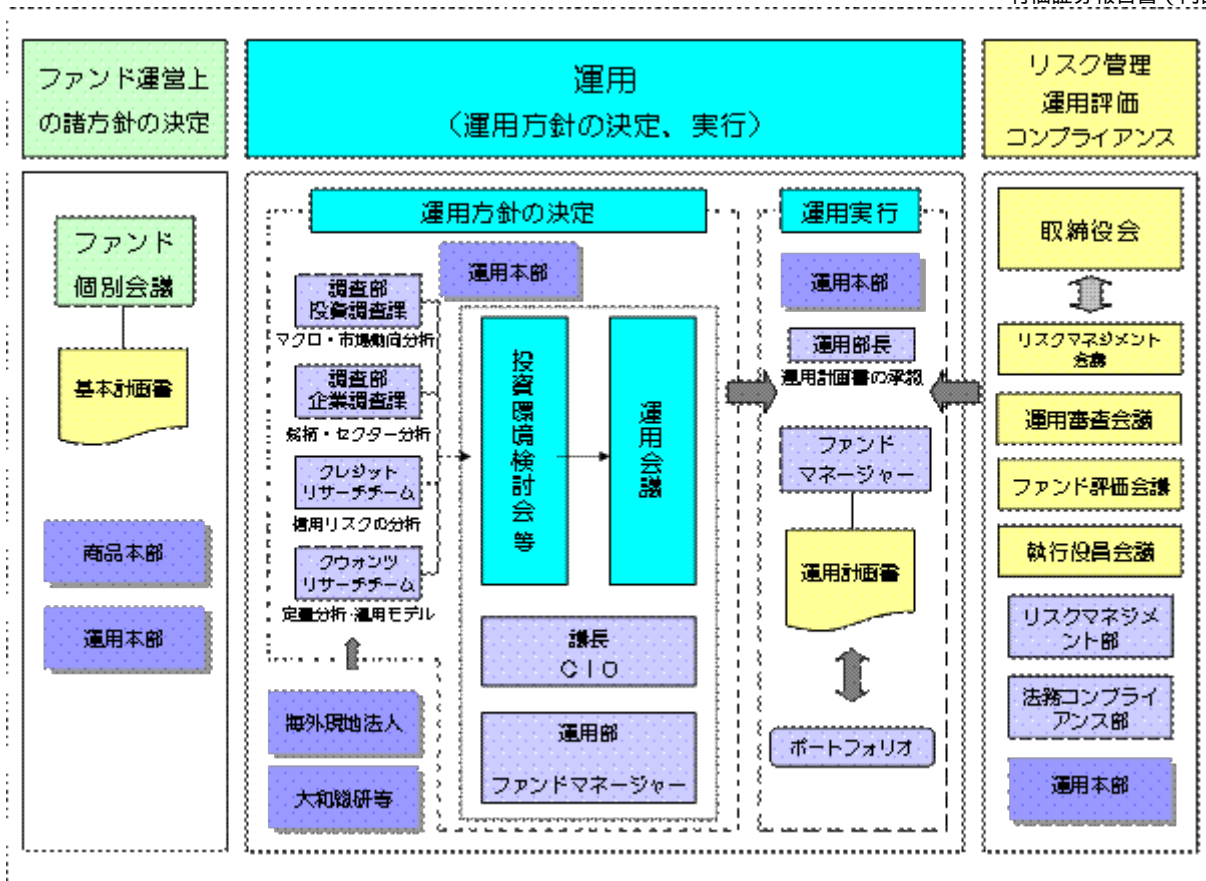 ファンド運営上
の諸方針の決定
運用
（運用方針の決定、実行）
リスク管理
運用評価
コンプライアンス
ファンド
個別会議
基本計画書
商品本部
運用本部
運用方針の決定
運用本部
調査部
投資調査課
マクロ・市場動向分析
調査部
企業調査課
銘柄・セクター分析
クレジット
リサーチチーム
信用リスクの分析
クウォンツ
リサーチチーム
定量分析・運用モデル
海外現地法人
大和総研等
投資環境検討会等
運用会議
議長
CIO
運用部
ファンドマネージャー
運用実行
運用本部
運用部長
運用計画書の承認
ファンド
マネージャー
運用計画書
ポートフォリオ
取締役会
リスクマネジメント
会議
運用審査会議
ファンド評価会議
執行役員会議
リスクマネジメ
ント部
法務コンプライ
アンス部
運用本部